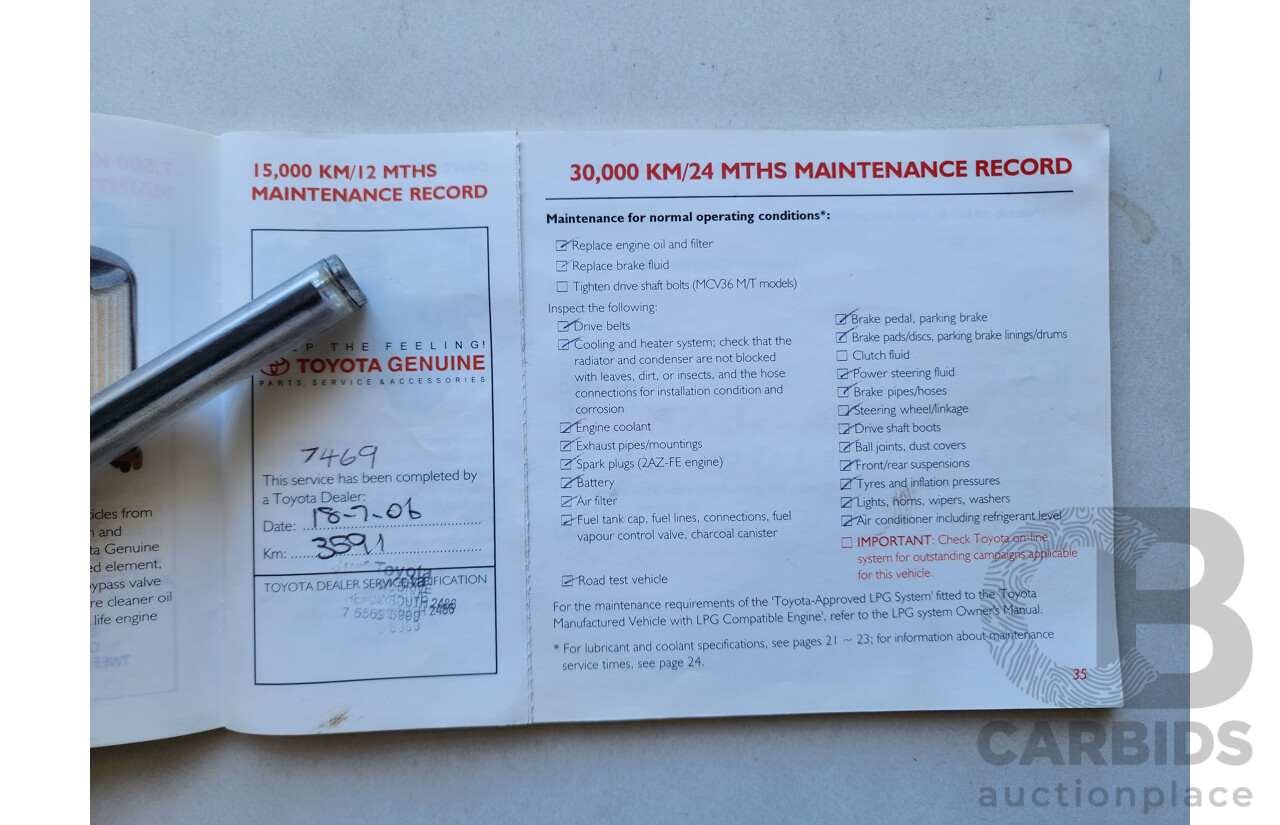 icles from
and
ta Genuine
ed element,
ypass valve
re cleaner oil
life engine
15,000 KM/12 MTHS
MAINTENANCE RECORD
P THE FEELING!
TOYOTA GENUINE
PARTS, SERVICE & ACCESSORIES
7469
This service has been completed by
a Toyota Dealer:
Date: 18-7-06
Km: 3591
TOYOTA DEALER SERVICE VERIFICATION
Toyota
2486
30,000 KM/24 MTHS MAINTENANCE RECORD
Maintenance for normal operating conditions*:
Replace engine oil and filter
Replace brake fluid
Tighten drive shaft bolts (MCV36 M/T models)
Inspect the following:
Drive belts
Cooling and heater system; check that the
radiator and condenser are not blocked
with leaves, dirt, or insects, and the hose
connections for installation condition and
corrosion
Engine coolant
Exhaust pipes/mountings
Spark plugs (2AZ-FE engine)
Battery
Air filter
Fuel tank cap, fuel lines, connections, fuel
vapour control valve, charcoal canister
Road test vehicle
Brake pedal, parking brake
Brake pads/discs, parking brake linings/drums
Clutch fluid
Power steering fluid
Brake pipes/hoses
Steering wheel/linkage
Drive shaft boots
Ball joints, dust covers
Front/rear suspensions
Tyres and inflation pressures
Lights, horns, wipers, washers
Air conditioner including refrigerant level
IMPORTANT: Check Toyota on-line
system for outstanding campaigns applicable
for this vehicle.
For the maintenance requirements of the 'Toyota-Approved LPG System' fitted to the 'Toyota
Manufactured Vehicle with LPG Compatible Engine', refer to the LPG system Owner's Manual.
* For lubricant and coolant specifications, see pages 21 ~ 23; for information about maintenance
service times, see page 24.
35
CARBIDS
auctionplace